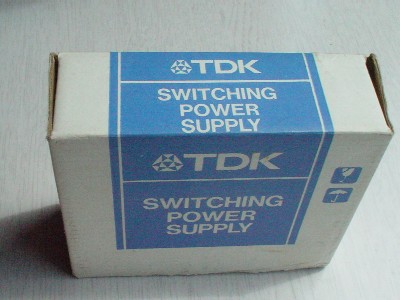 TDK
SWITCHING
POWER
SUPPLY
TDK
SWITCHING
POWER
SUPPLY